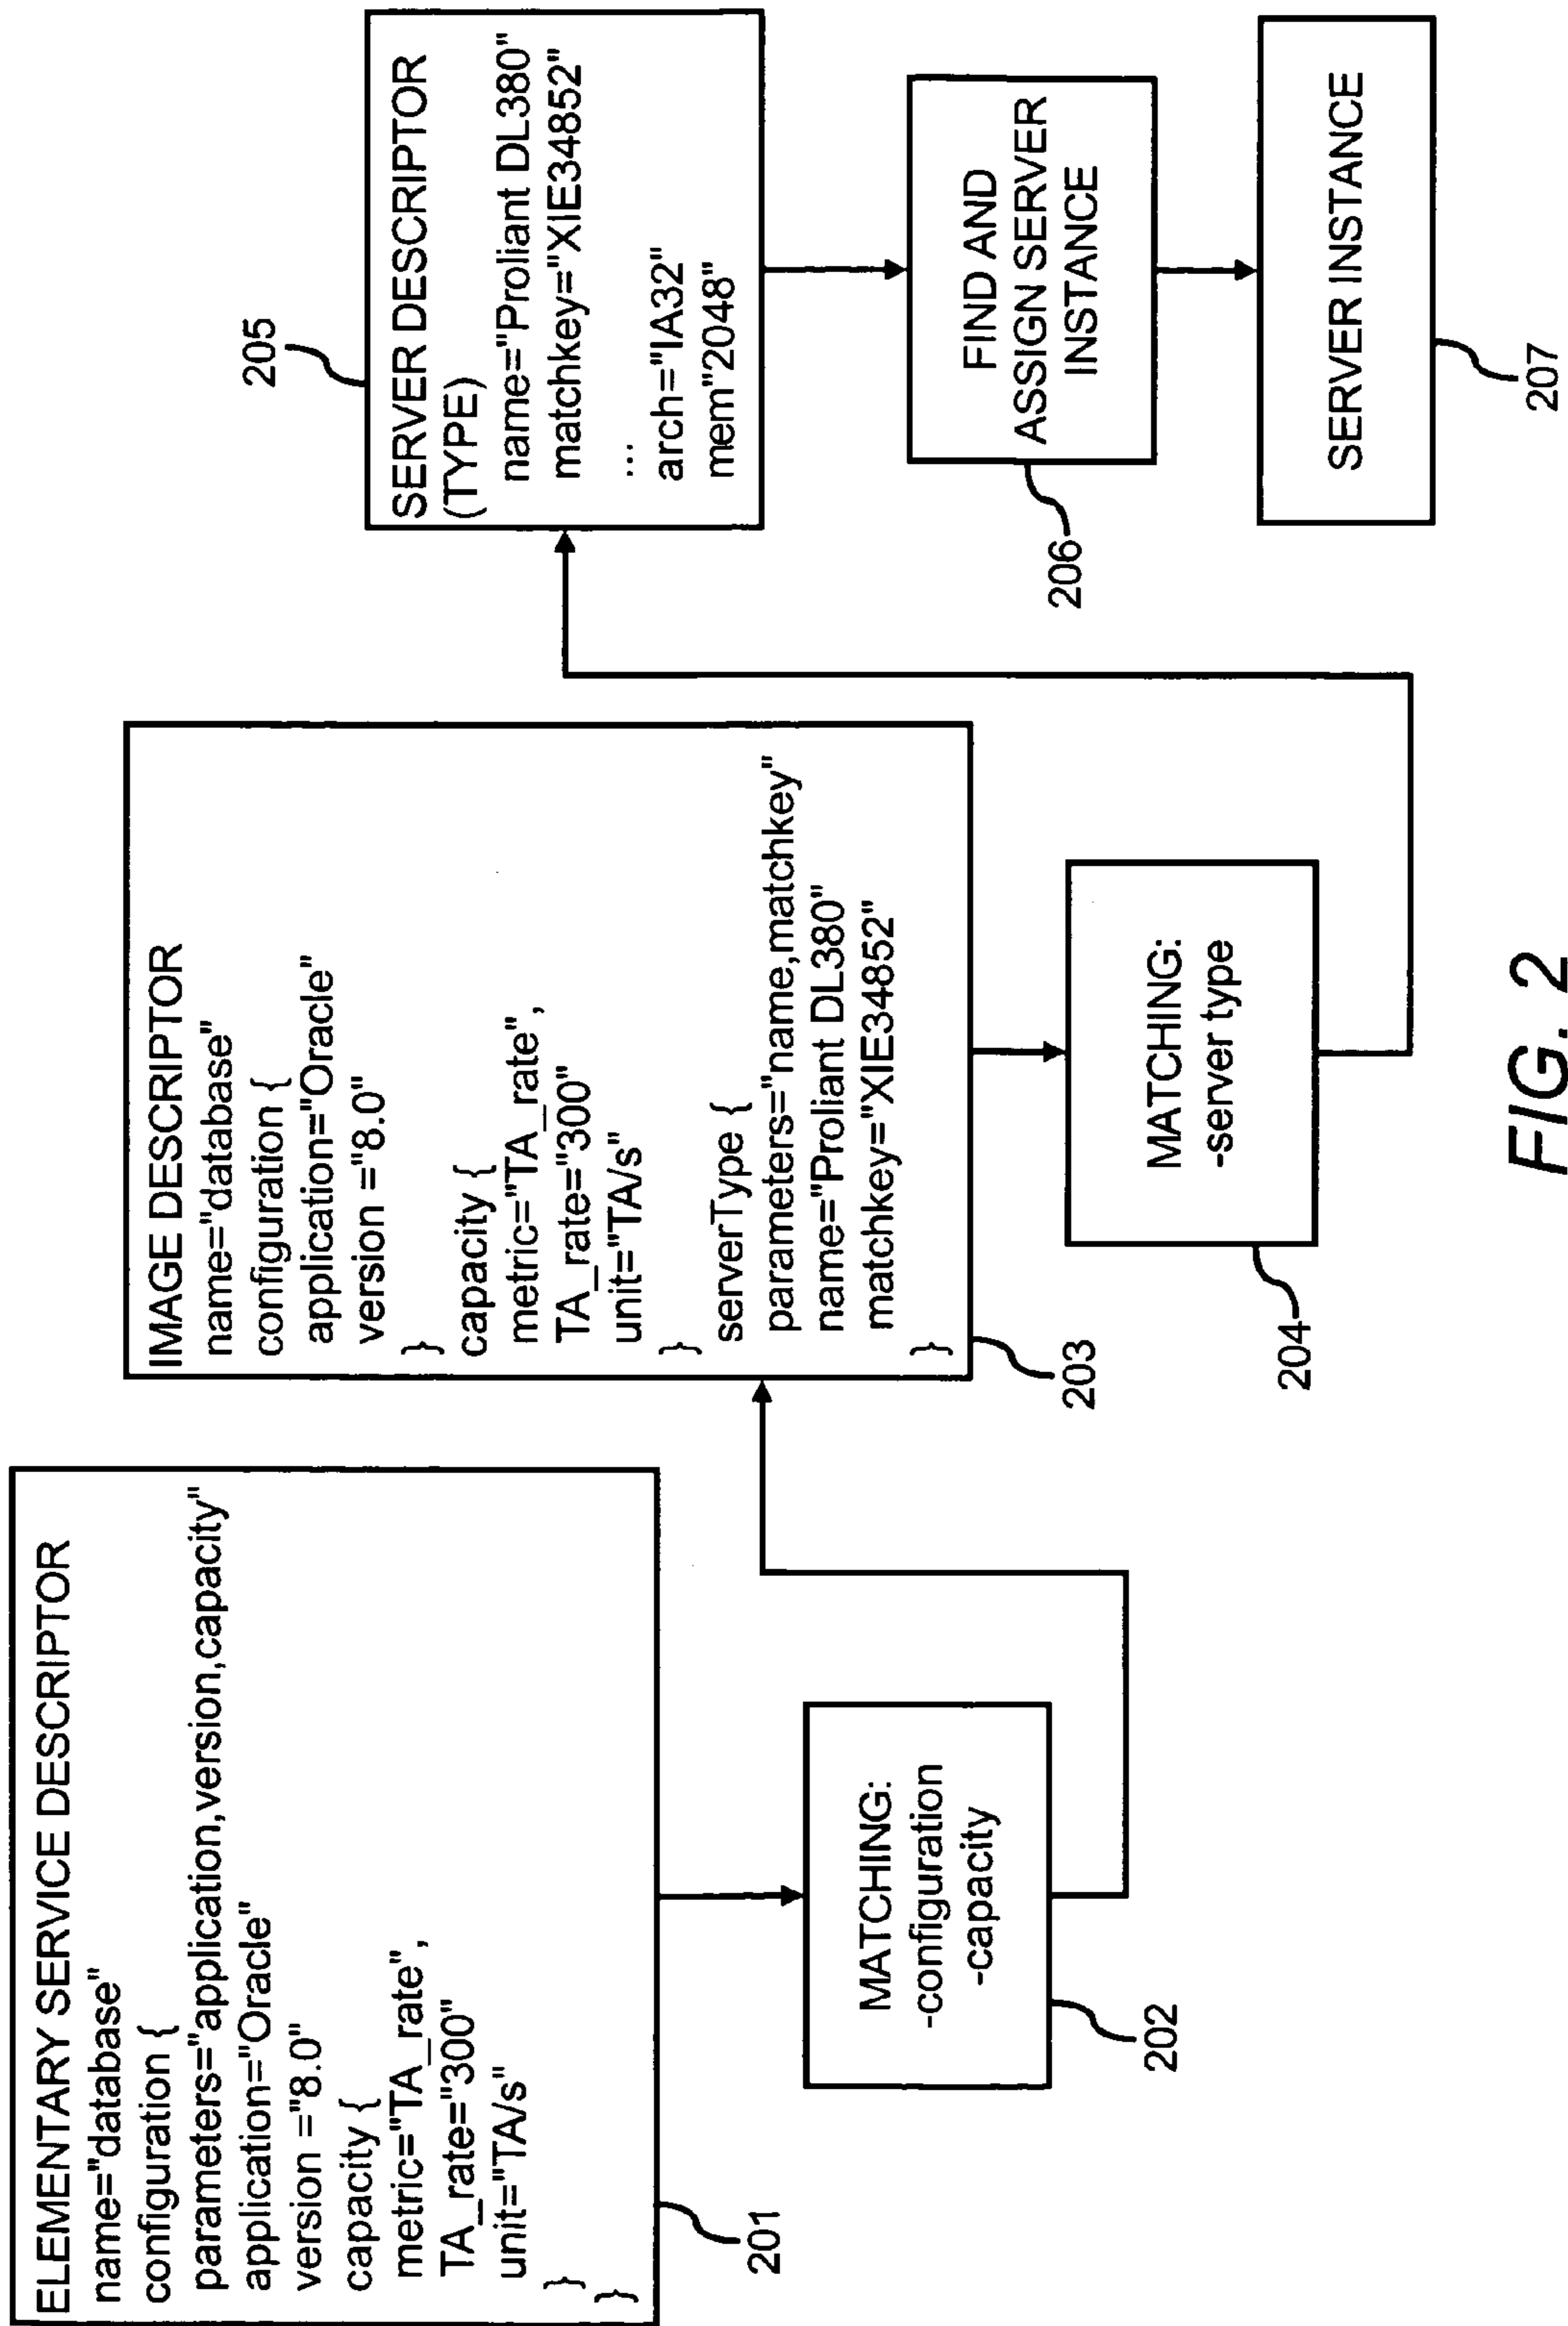 ELEMENTARY SERVICE DESCRIPTOR
name="database"
configuration {
parameters="application,version,capacity"
application="Oracle"
version ="8.0"
capacity {
metric="TA_rate",
TA_rate="300"
unit="TA/s"
}
}
201
MATCHING:
-configuration
-capacity
202
IMAGE DESCRIPTOR
name="database"
configuration {
application="Oracle"
version ="8.0"
}
capacity {
metric="TA_rate",
TA_rate="300"
unit="TA/s"
}
serverType {
parameters="name,matchkey"
name="Proliant DL380"
matchkey="XIE34852"
}
203
MATCHING:
-server type
204
205
SERVER DESCRIPTOR
(TYPE)
name="Proliant DL380"
matchkey="XIE34852"
...
arch="IA32"
mem"2048"
FIND AND
ASSIGN SERVER
INSTANCE
206
SERVER INSTANCE
207
FIG. 2